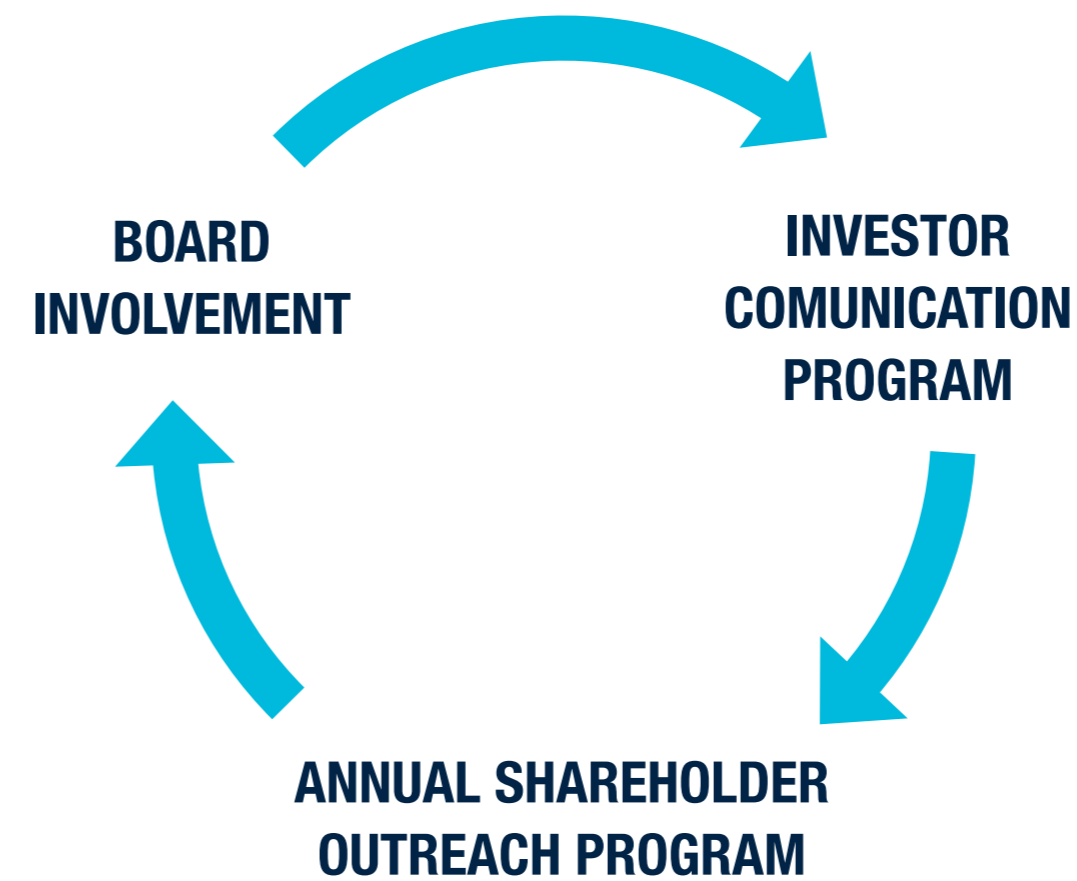 BOARD
INVOLVEMENT
INVESTOR
COMUNICATION
PROGRAM
ANNUAL SHAREHOLDER
OUTREACH PROGRAM